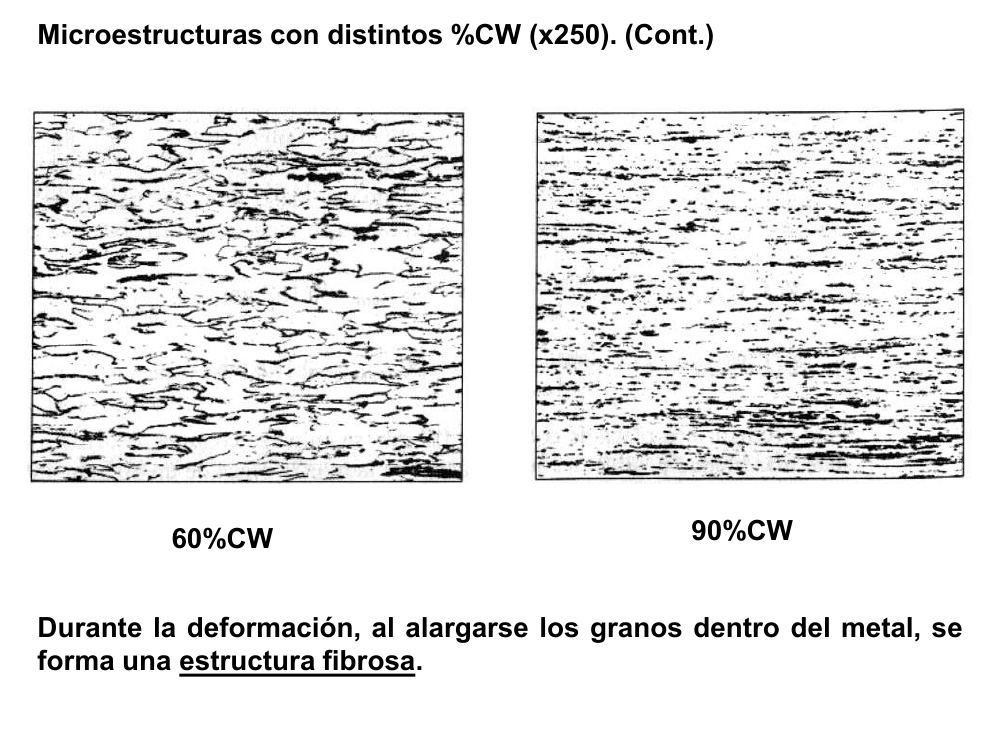 Microestructuras con distintos %CW (x250). (Cont.)
60%CW
90%CW
Durante la deformación, al alargarse los granos dentro del metal, se
forma una estructura fibrosa.